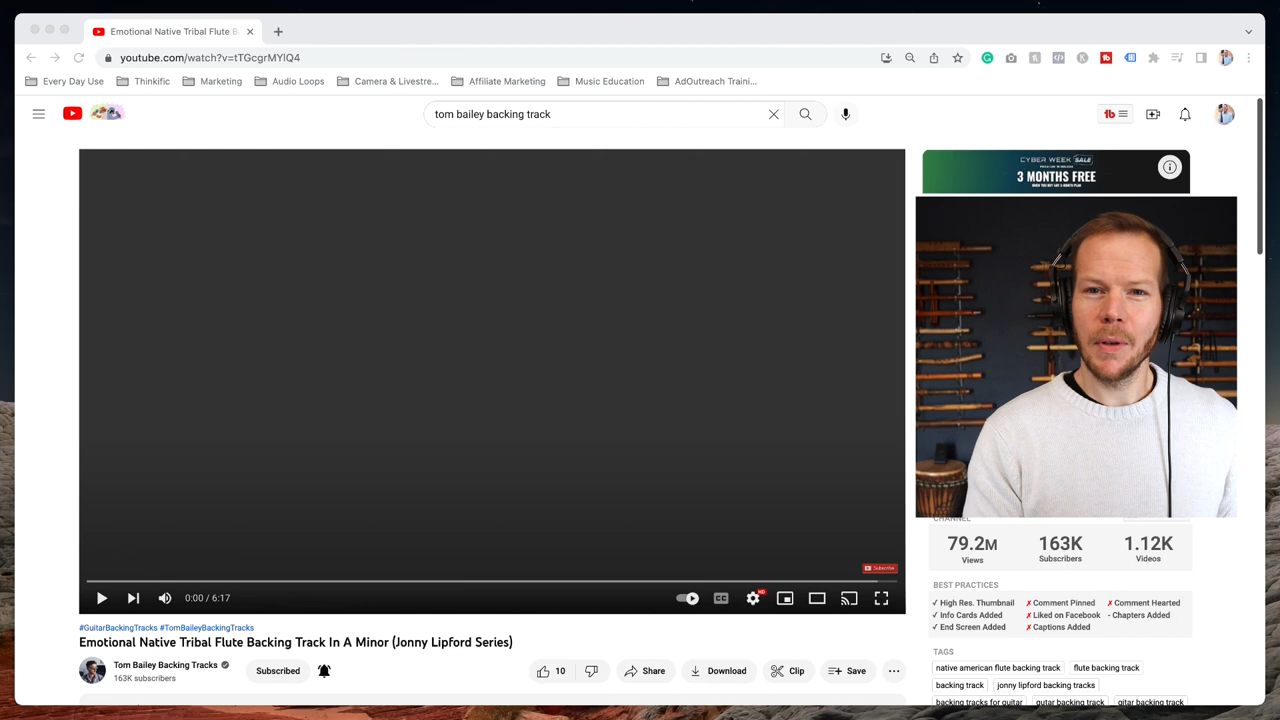 Emotional Native Tribal Flute B
youtube.com/watch?v=tTGcgrMYlQ4
Every Day Use
Thinkific
Marketing
Audio Loops
Camera & Livestre...
Affiliate Marketing
Music Education
AdOutreach Traini...
tom bailey backing track
tb
CYBER WEEK SALE
3 MONTHS FREE
Subscribe
0:00 / 6:17
CC
HD
#GuitarBackingTracks #TomBaileyBackingTracks
Emotional Native Tribal Flute Backing Track In A Minor (Jonny Lipford Series)
Tom Bailey Backing Tracks
163K subscribers
Subscribed
10
Share
Download
Clip
Save
CHANNEL
79.2M
Views
163K
Subscribers
1.12K
Videos
BEST PRACTICES
✓ High Res. Thumbnail
✗ Comment Pinned
✗ Comment Hearted
✓ Info Cards Added
✗ Liked on Facebook
- Chapters Added
✓ End Screen Added
✗ Captions Added
TAGS
native american flute backing track
flute backing track
backing track
jonny lipford backing tracks
backing tracks for guitar
gutar backing track
gitar backing track